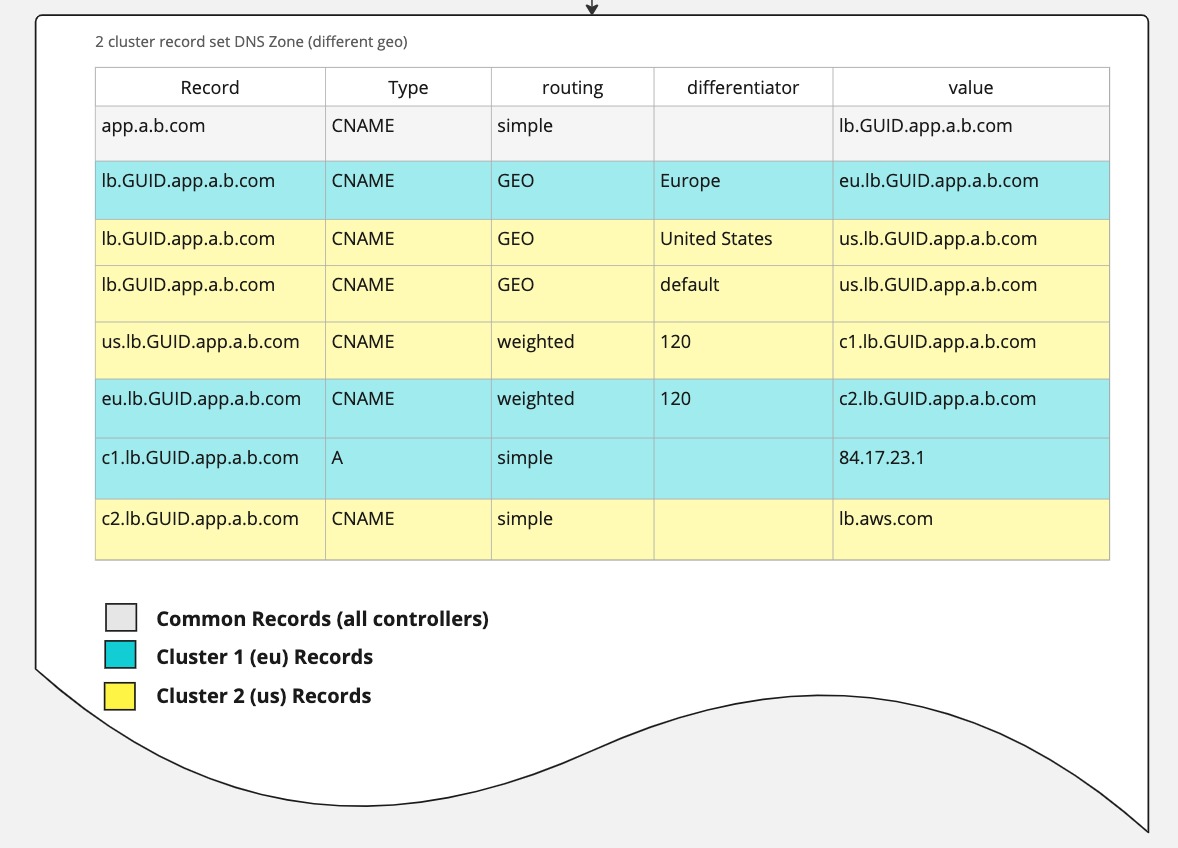 2 cluster record set DNS Zone (different geo)
Record Type routing differentiator value
app.a.b.com CNAME simple lb.GUID.app.a.b.com
lb.GUID.app.a.b.com CNAME GEO Europe eu.lb.GUID.app.a.b.com
lb.GUID.app.a.b.com CNAME GEO United States us.lb.GUID.app.a.b.com
lb.GUID.app.a.b.com CNAME GEO default us.lb.GUID.app.a.b.com
us.lb.GUID.app.a.b.com CNAME weighted 120 c1.lb.GUID.app.a.b.com
eu.lb.GUID.app.a.b.com CNAME weighted 120 c2.lb.GUID.app.a.b.com
c1.lb.GUID.app.a.b.com A simple 84.17.23.1
c2.lb.GUID.app.a.b.com CNAME simple lb.aws.com
Common Records (all controllers)
Cluster 1 (eu) Records
Cluster 2 (us) Records